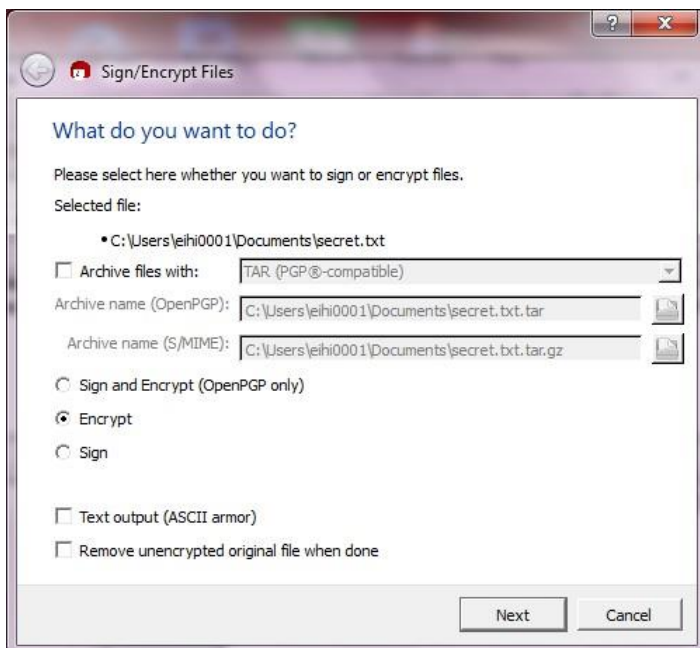 ?
X
Sign/Encrypt Files
What do you want to do?
Please select here whether you want to sign or encrypt files.
Selected file:
• C:\Users\eihi0001\Documents\secret.txt
Archive files with: TAR (PGP®-compatible)
Archive name (OpenPGP): C:\Users\eihi0001\Documents\secret.txt.tar
Archive name (S/MIME): C:\Users\eihi0001\Documents\secret.txt.tar.gz
Sign and Encrypt (OpenPGP only)
Encrypt
Sign
Text output (ASCII armor)
Remove unencrypted original file when done
Next Cancel